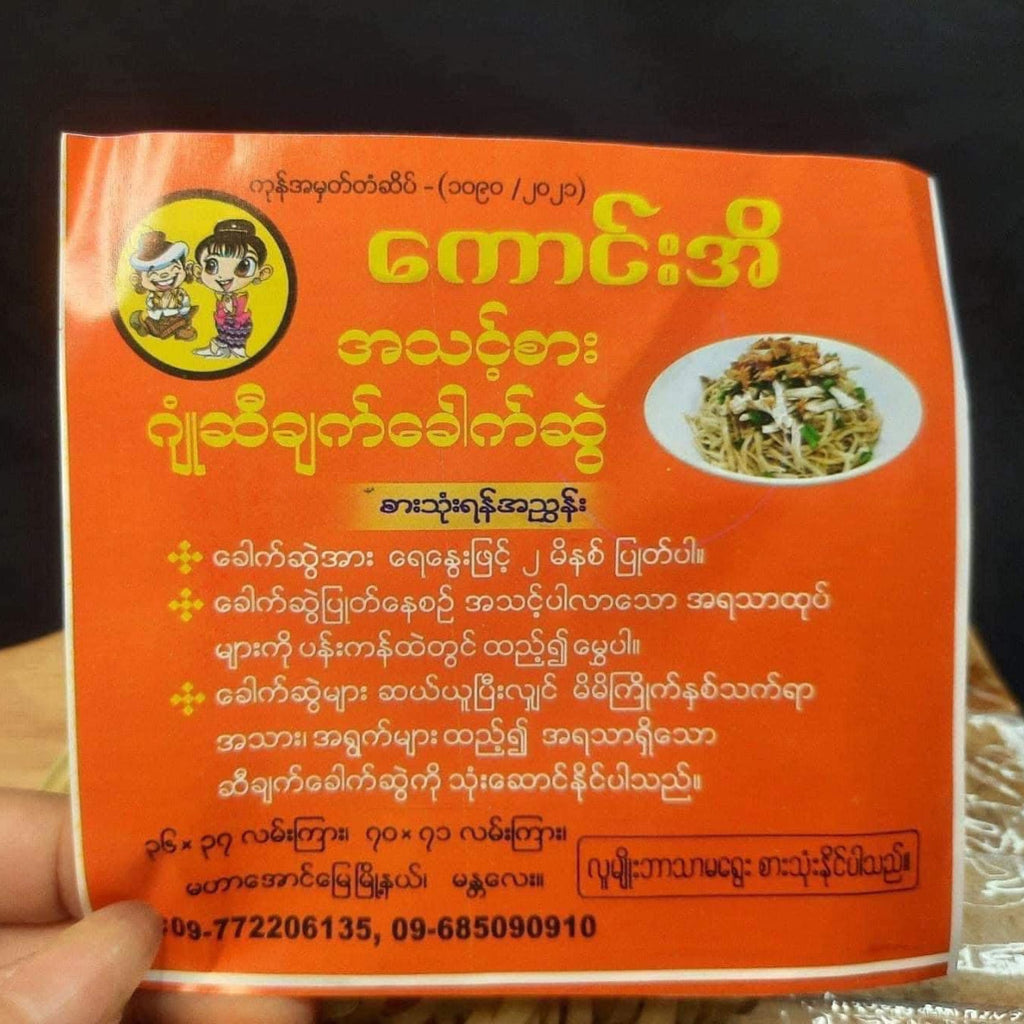 ကုန်အမှတ်တံဆိပ် - (၁၀၉၀ /၂၀၂၁)
ကောင်းအိ
အသင့်စား
ဂျုံဆီချက်ခေါက်ဆွဲ
စားသုံးရန်အညွှန်း
ခေါက်ဆွဲအား ရေနွေးဖြင့် ၂ မိနစ် ပြုတ်ပါ။
ခေါက်ဆွဲပြုတ်နေစဉ် အသင့်ပါလာသော အရသာထုပ်
များကို ပန်းကန်ထဲတွင် ထည့်၍ မွှေပါ။
ခေါက်ဆွဲများ ဆယ်ယူပြီးလျှင် မိမိကြိုက်နှစ်သက်ရာ
အသား၊ အရွက်များ ထည့်၍ အရသာရှိသော
ဆီချက်ခေါက်ဆွဲကို သုံးဆောင်နိုင်ပါသည်။
၃၆ × ၃၇ လမ်းကြား၊ ၇၀ × ၇၁ လမ်းကြား၊
မဟာအောင်မြေမြို့နယ်၊ မန္တလေး။
လူမျိုးဘာသာမရွေး စားသုံးနိုင်ပါသည်။
09-772206135, 09-685090910